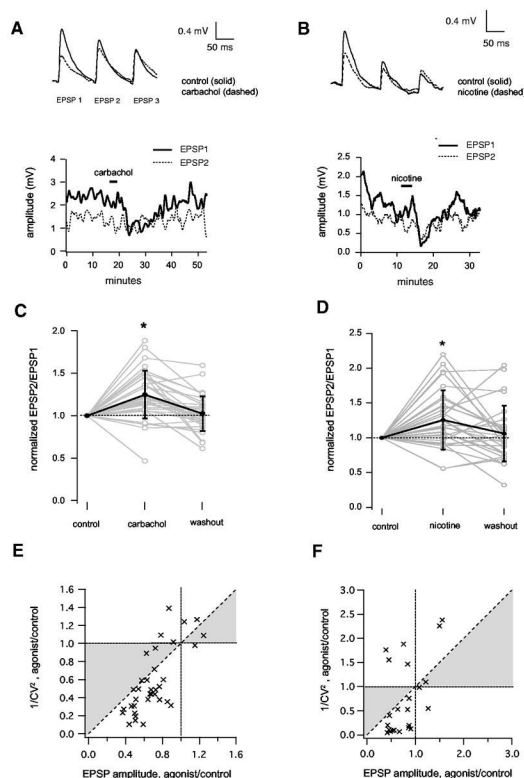 A
0.4 mV
50 ms
control (solid)
carbachol (dashed)
EPSP 1 EPSP 2 EPSP 3
EPSP1
EPSP2
carbachol
amplitude (mV)
4
3
2
1
0
0 10 20 30 40 50
minutes
B
0.4 mV
50 ms
control (solid)
nicotine (dashed)
EPSP1
EPSP2
nicotine
amplitude (mV)
2.5
2.0
1.5
1.0
0.5
0.0
0 10 20 30
minutes
C
normalized EPSP2/EPSP1
2.0
1.5
1.0
0.5
0.0
*
control carbachol washout
D
normalized EPSP2/EPSP1
2.5
2.0
1.5
1.0
0.5
0.0
*
control nicotine washout
E
1/CV², agonist/control
1.6
1.4
1.2
1.0
0.8
0.6
0.4
0.2
0.0
0.0 0.4 0.8 1.2 1.6
EPSP amplitude, agonist/control
F
1/CV², agonist/control
3.0
2.5
2.0
1.5
1.0
0.5
0.0
0.0 1.0 2.0 3.0
EPSP amplitude, agonist/control